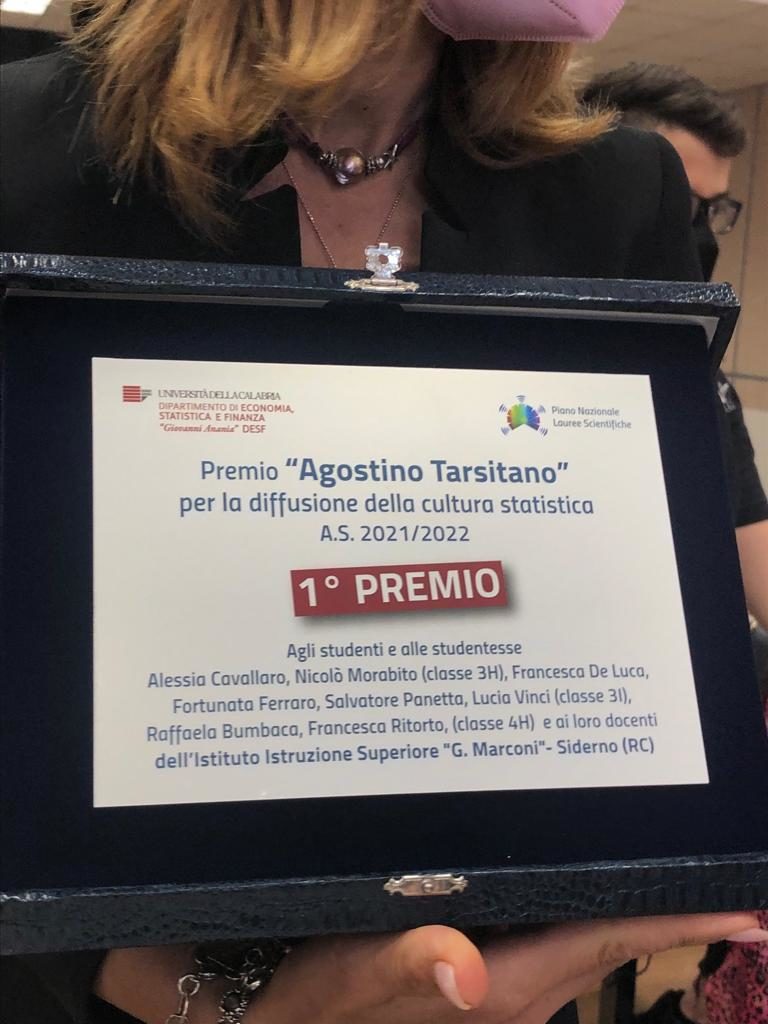 UNIVERSITÀ DELLA CALABRIA
DIPARTIMENTO DI ECONOMIA,
STATISTICA E FINANZA
"Giovanni Anania" DESF
Piano Nazionale
Lauree Scientifiche
Premio "Agostino Tarsitano"
per la diffusione della cultura statistica
A.S. 2021/2022
1° PREMIO
Agli studenti e alle studentesse
Alessia Cavallaro, Nicolò Morabito (classe 3H), Francesca De Luca,
Fortunata Ferraro, Salvatore Panetta, Lucia Vinci (classe 3I),
Raffaela Bumbaca, Francesca Ritorto, (classe 4H) e ai loro docenti
dell'Istituto Istruzione Superiore "G. Marconi"- Siderno (RC)